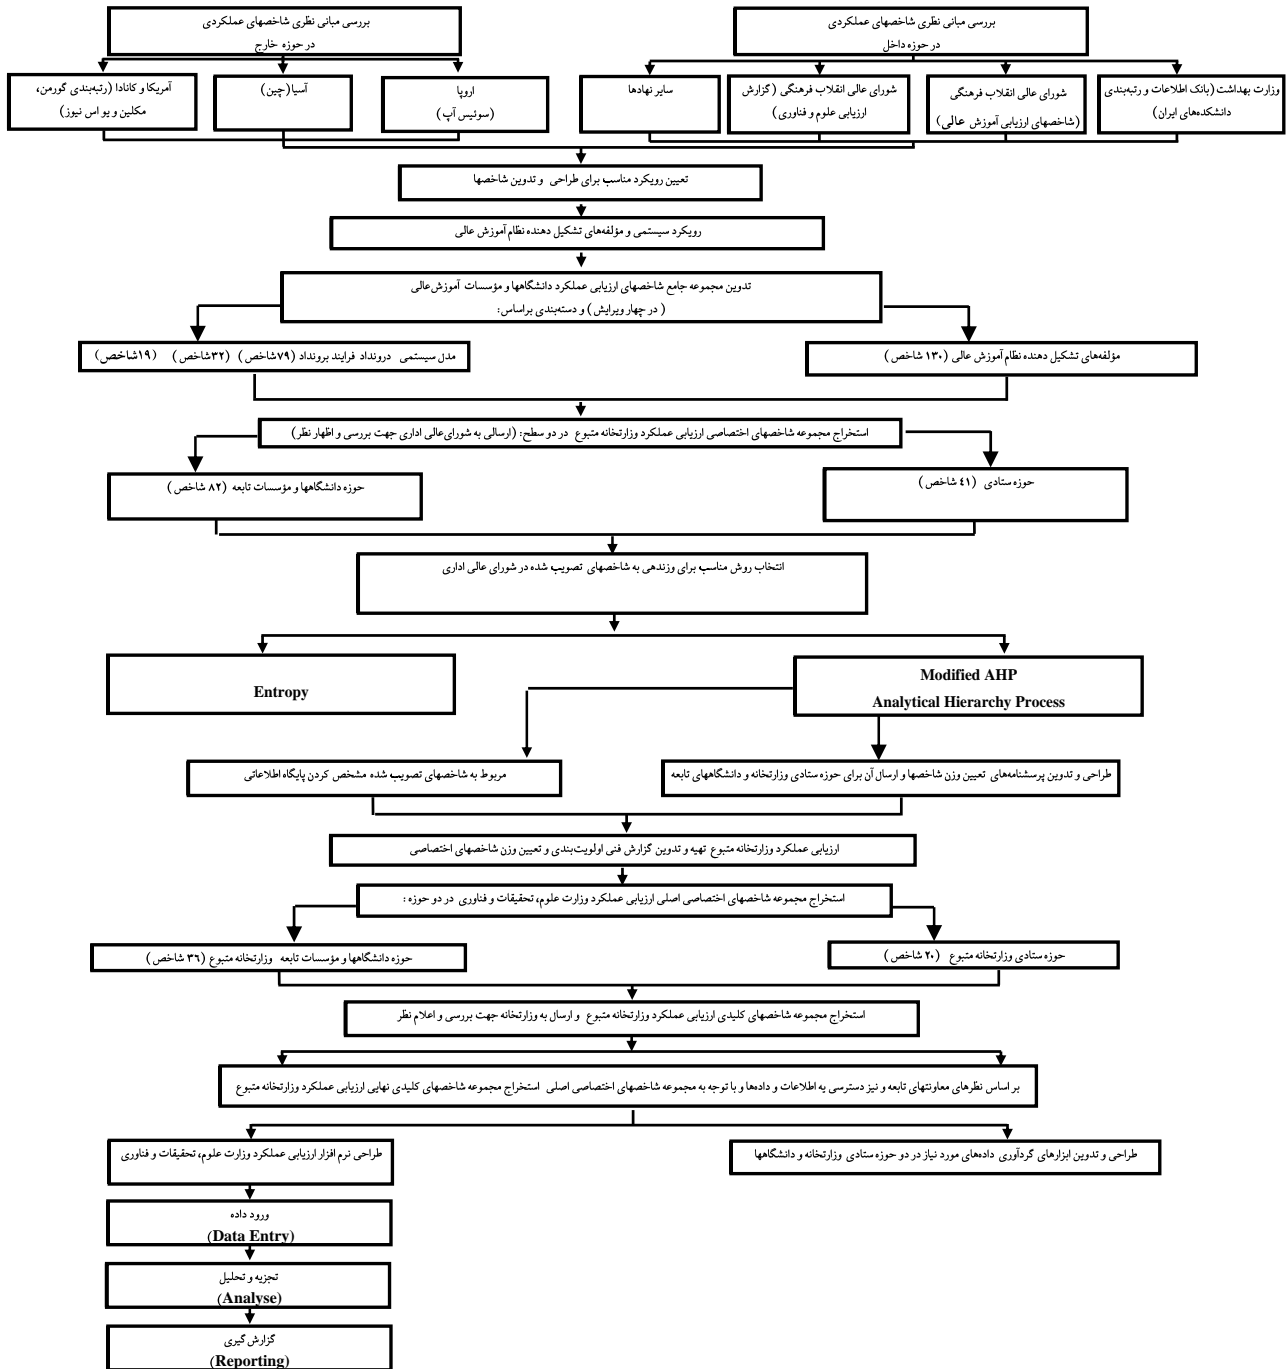 بررسی مبانی نظری شاخصهای عملکردی
در حوزه داخل
بررسی مبانی نظری شاخصهای عملکردی
در حوزه خارج
وزارت بهداشت (بانک اطلاعات و رتبه‌بندی
دانشکده‌های ایران)
شورای عالی انقلاب فرهنگی
(شاخصهای ارزیابی آموزش عالی)
شورای عالی انقلاب فرهنگی (گزارش
ارزیابی علوم و فناوری)
سایر نهادها
اروپا
(سوئیس آپ)
آسیا(چین)
آمریکا و کانادا (رتبه‌بندی گورمن،
مکلین و یو اس نیوز)
تعیین رویکرد مناسب برای طراحی و تدوین شاخصها
رویکرد سیستمی و مؤلفه‌های تشکیل دهنده نظام آموزش عالی
تدوین مجموعه جامع شاخصهای ارزیابی عملکرد دانشگاهها و مؤسسات آموزش‌عالی
( در چهار ویرایش) و دسته‌بندی براساس:
مؤلفه‌های تشکیل دهنده نظام آموزش عالی (۱۳۰ شاخص )
مدل سیستمی درونداد فرایند برونداد (۷۹شاخص) (۳۲شاخص) (۱۹شاخص)
استخراج مجموعه شاخصهای اختصاصی ارزیابی عملکرد وزارتخانه متبوع در دو سطح: (ارسالی به شورای‌عالی اداری جهت بررسی و اظهار نظر)
حوزه ستادی (٤١ شاخص )
حوزه دانشگاهها و مؤسسات تابعه (۸۲ شاخص )
انتخاب روش مناسب برای وزندهی به شاخصهای تصویب شده در شورای عالی اداری
Modified AHP
Analytical Hierarchy Process
Entropy
طراحی و تدوین پرسشنامه‌های تعیین وزن شاخصها و ارسال آن برای حوزه ستادی وزارتخانه و دانشگاههای تابعه
مربوط به شاخصهای تصویب شده مشخص کردن پایگاه اطلاعاتی
ارزیابی عملکرد وزارتخانه متبوع تهیه و تدوین گزارش فنی اولویت‌بندی و تعیین وزن شاخصهای اختصاصی
استخراج مجموعه شاخصهای اختصاصی اصلی ارزیابی عملکرد وزارت علوم، تحقیقات و فناوری در دو حوزه :
حوزه ستادی وزارتخانه متبوع (۲۰ شاخص )
حوزه دانشگاهها و مؤسسات تابعه وزارتخانه متبوع (۳٦ شاخص )
استخراج مجموعه شاخصهای کلیدی ارزیابی عملکرد وزارتخانه متبوع و ارسال به وزارتخانه جهت بررسی و اعلام نظر
بر اساس نظرهای معاونتهای تابعه و نیز دسترسی به اطلاعات و داده‌ها و با توجه به مجموعه شاخصهای اختصاصی اصلی استخراج مجموعه شاخصهای کلیدی نهایی ارزیابی عملکرد وزارتخانه متبوع
طراحی و تدوین ابزارهای گردآوری داده‌های مورد نیاز در دو حوزه ستادی وزارتخانه و دانشگاهها
طراحی نرم افزار ارزیابی عملکرد وزارت علوم، تحقیقات و فناوری
ورود داده
(Data Entry)
تجزیه و تحلیل
(Analyse)
گزارش گیری
(Reporting)